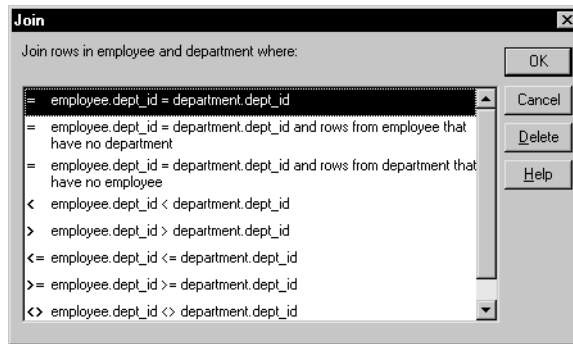 Join
Join rows in employee and department where:
= employee.dept_id = department.dept_id
= employee.dept_id = department.dept_id and rows from employee that
have no department
= employee.dept_id = department.dept_id and rows from department that
have no employee
< employee.dept_id < department.dept_id
> employee.dept_id > department.dept_id
<= employee.dept_id <= department.dept_id
>= employee.dept_id >= department.dept_id
<> employee.dept_id <> department.dept_id
OK
Cancel
Delete
Help